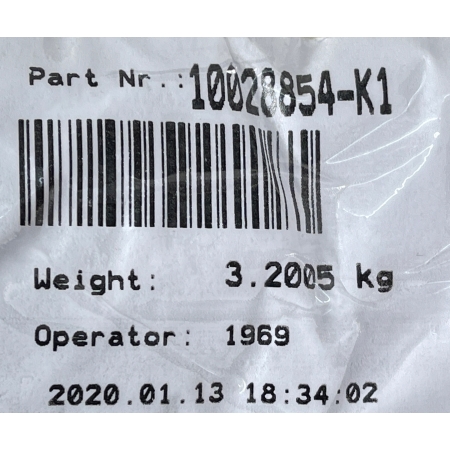 Part Nr.: 10028854-K1
Weight: 3.2005 kg
Operator: 1969
2020.01.13 18:34:02